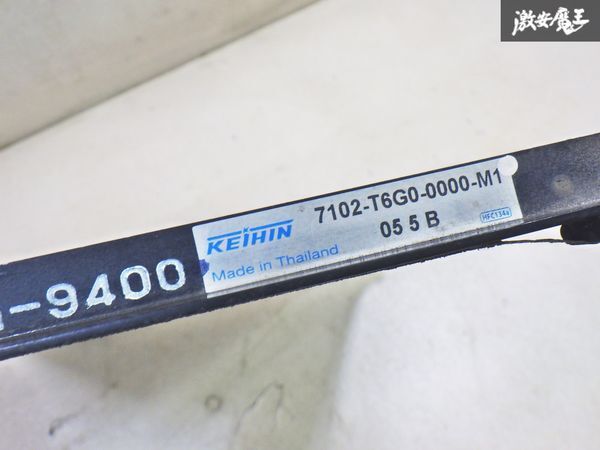 激安魔王
KEIHIN
7102-T6G0-0000-M1
05 5 B
HFC134a
Made in Thailand
-9400